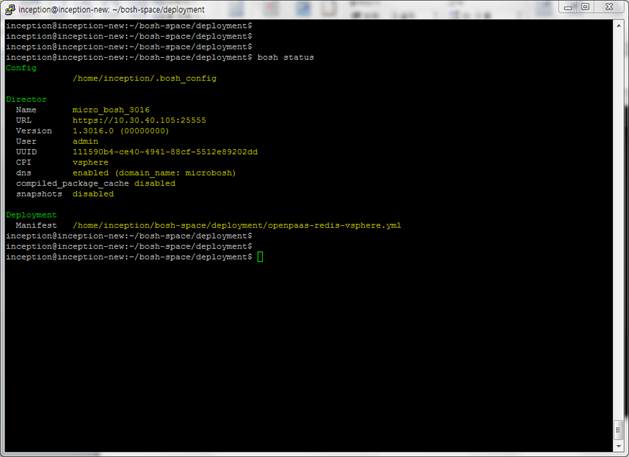 inception@inception-new: ~/bosh-space/deployment
inception@inception-new:~/bosh-space/deployment$
inception@inception-new:~/bosh-space/deployment$
inception@inception-new:~/bosh-space/deployment$
inception@inception-new:~/bosh-space/deployment$ bosh status
Config
/home/inception/.bosh_config
Director
Name micro_bosh_3016
URL https://10.30.40.105:25555
Version 1.3016.0 (00000000)
User admin
UUID 111590b4-ce40-4941-88cf-5512e89202dd
CPI vsphere
dns enabled (domain_name: microbosh)
compiled_package_cache disabled
snapshots disabled
Deployment
Manifest /home/inception/bosh-space/deployment/openpaas-redis-vsphere.yml
inception@inception-new:~/bosh-space/deployment$
inception@inception-new:~/bosh-space/deployment$
inception@inception-new:~/bosh-space/deployment$